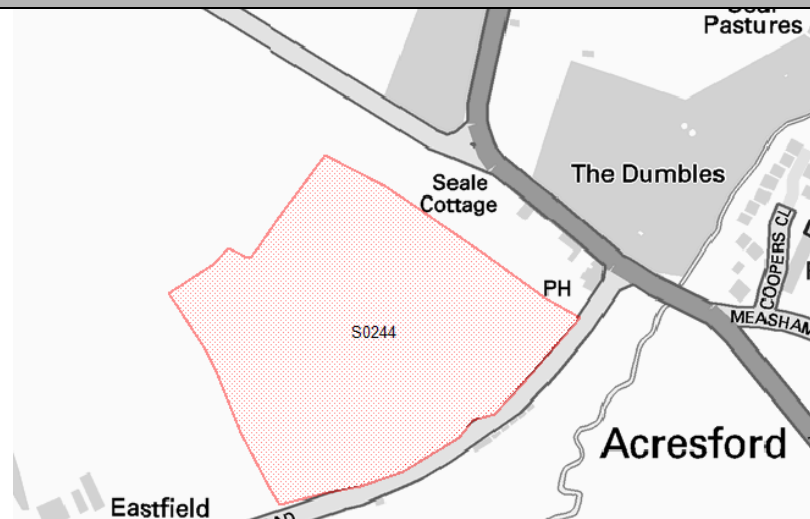 Pastures
The Dumbles
Seale
Cottage
COOPERS CL
PH
MEASHAM
S0244
Acresford
Eastfield